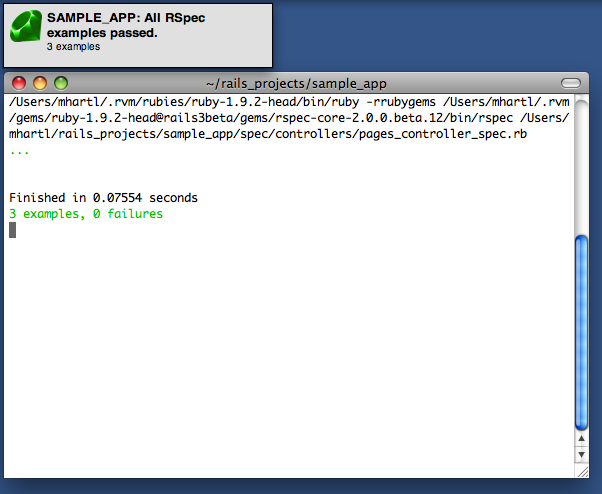 SAMPLE_APP: All RSpec
examples passed.
3 examples
~/rails_projects/sample_app
/Users/mhartl/.rvm/rubies/ruby-1.9.2-head/bin/ruby -rrubygems /Users/mhartl/.rvm
/gems/ruby-1.9.2-head@rails3beta/gems/rspec-core-2.0.0.beta.12/bin/rspec /Users/
mhartl/rails_projects/sample_app/spec/controllers/pages_controller_spec.rb
...
Finished in 0.07554 seconds
3 examples, 0 failures